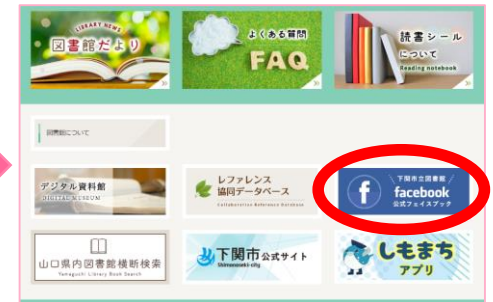 LIBRARY NEWS
図書館だより
よくある質問
FAQ
読書シール
について
Reading notebook
図書館について
デジタル資料館
DIGITAL MUSEUM
レファレンス
協同データベース
Collaborative Reference Database
下関市立図書館
facebook
公式フェイスブック
山口県内図書館横断検索
Yamaguchi Library Book Search
下関市公式サイト
Shimonoseki city
しもまち
アプリ